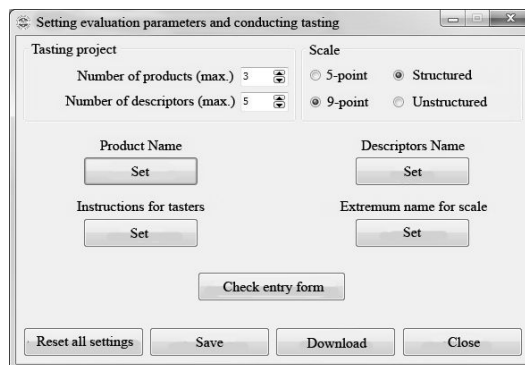 Setting evaluation parameters and conducting tasting
Tasting project
Number of products (max.) 3
Number of descriptors (max.) 5
Scale
5-point Structured
9-point Unstructured
Product Name Descriptors Name
Set Set
Instructions for tasters Extremum name for scale
Set Set
Check entry form
Reset all settings Save Download Close